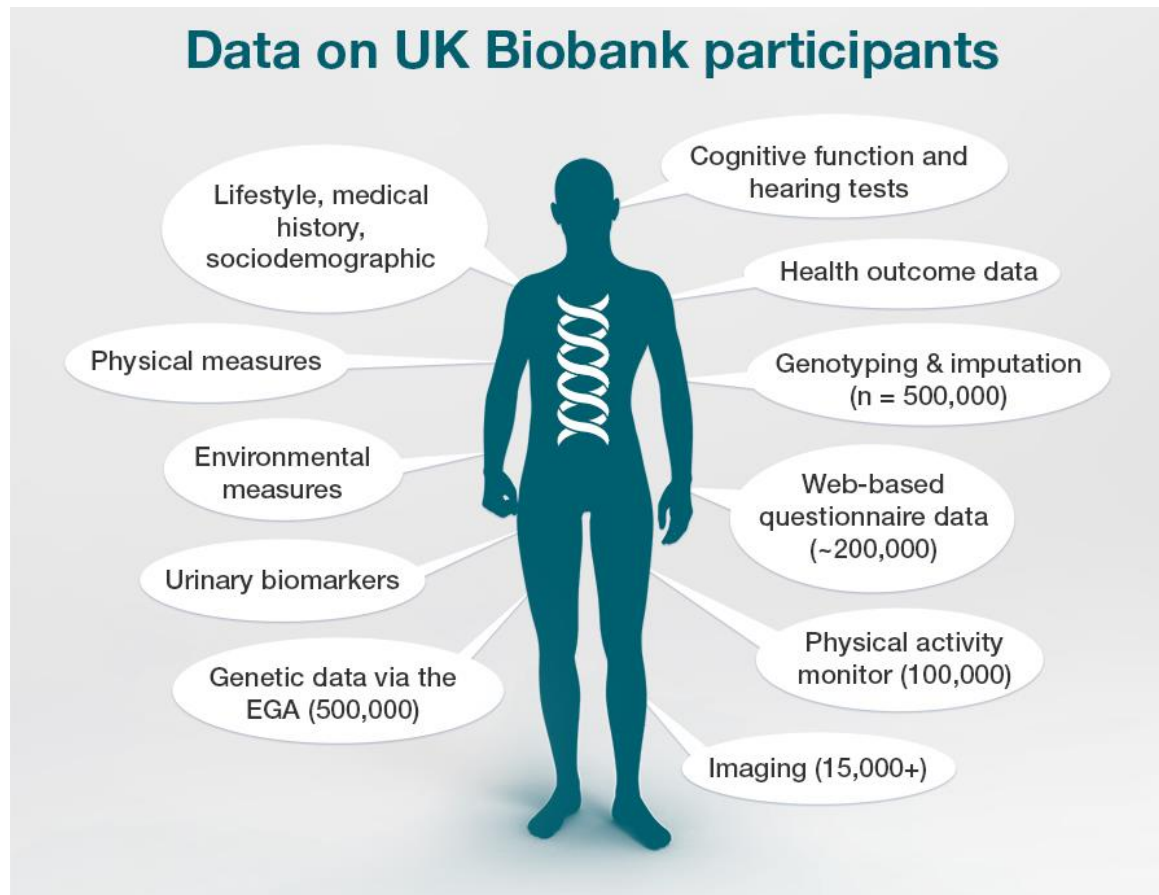 Data on UK Biobank participants
Lifestyle, medical
history,
sociodemographic
Physical measures
Environmental
measures
Urinary biomarkers
Genetic data via the
EGA (500,000)
Cognitive function and
hearing tests
Health outcome data
Genotyping & imputation
(n = 500,000)
Web-based
questionnaire data
(~200,000)
Physical activity
monitor (100,000)
Imaging (15,000+)